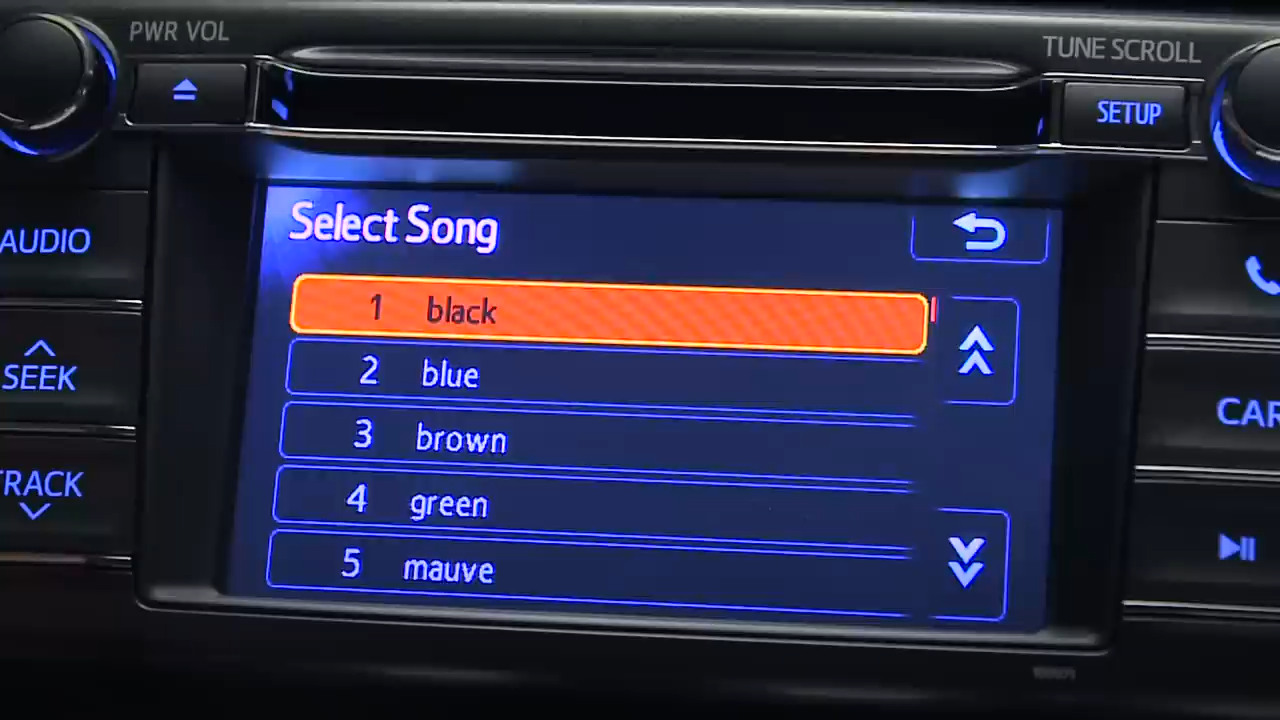 PWR VOL
TUNE SCROLL
SETUP
Select Song
AUDIO
1 black
2 blue
SEEK
CAR
3 brown
TRACK
4 green
5 mauve